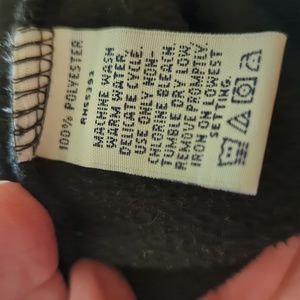 100% POLYESTER
MACHINE WASH
WARM WATER,
DELICATE CYCLE,
USE ONLY NON-
CHLORINE BLEACH.
TUMBLE DRY LOW,
REMOVE PROMPTLY.
IRON ON LOWEST
SETTING.